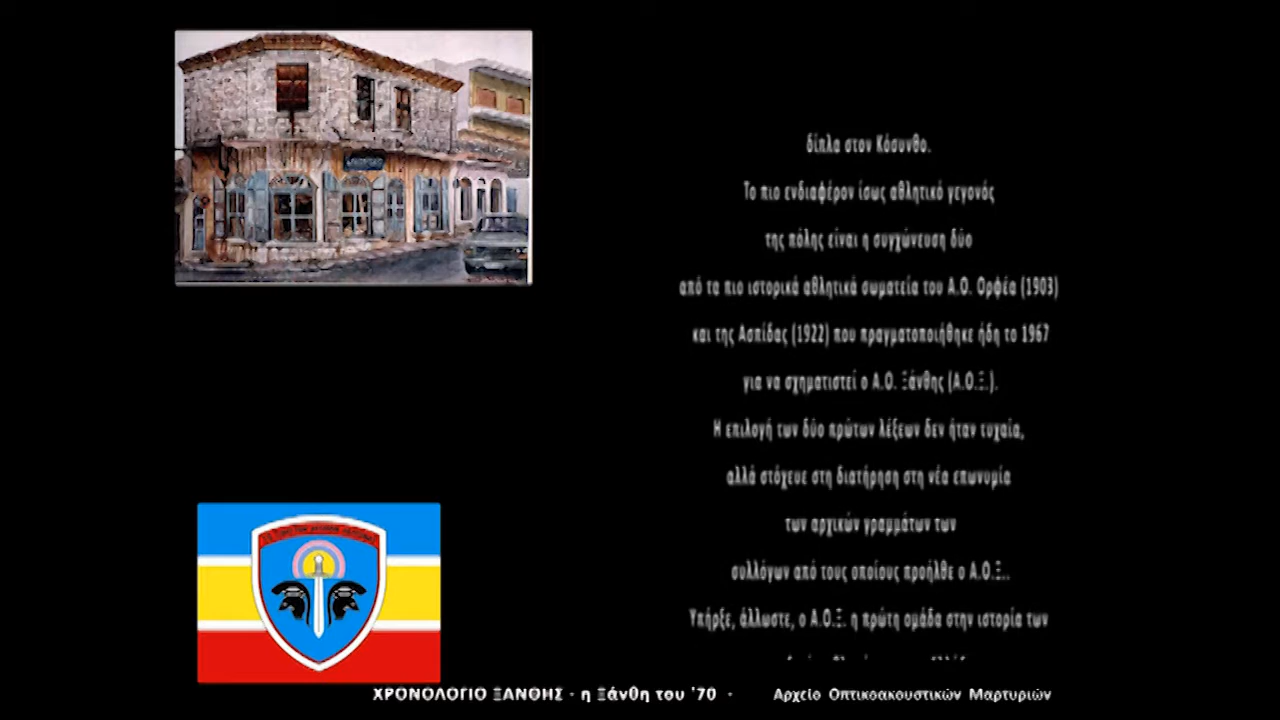 δίπλα στον Κόσυνθο.
Το πιο ενδιαφέρον ίσως αθλητικό γεγονός
της πόλης είναι η συγχώνευση δύο
από τα πιο ιστορικά αθλητικά σωματεία του Α.Ο. Ορφέα (1903)
και της Ασπίδας (1922) που πραγματοποιήθηκε ήδη το 1967
για να σχηματιστεί ο Α.Ο. Ξάνθης (Α.Ο.Ξ.).
Η επιλογή των δύο πρώτων λέξεων δεν ήταν τυχαία,
αλλά στόχευε στη διατήρηση στη νέα επωνυμία
των αρχικών γραμμάτων των
συλλόγων από τους οποίους προήλθε ο Α.Ο.Ξ..
Υπήρξε, άλλωστε, ο Α.Ο.Ξ. η πρώτη ομάδα στην ιστορία των
ΧΡΟΝΟΛΟΓΙΟ ΞΑΝΘΗΣ - η Ξάνθη του '70 - Αρχείο Οπτικοακουστικών Μαρτυριών